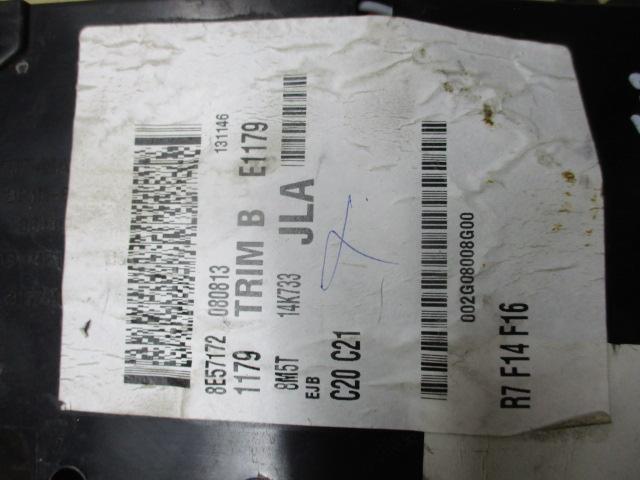 8E57172 080813 131146
1179 TRIM B E1179
8M5T 14K733 JLA
EJB
C20 C21
002G08008G00
R7 F14 F16